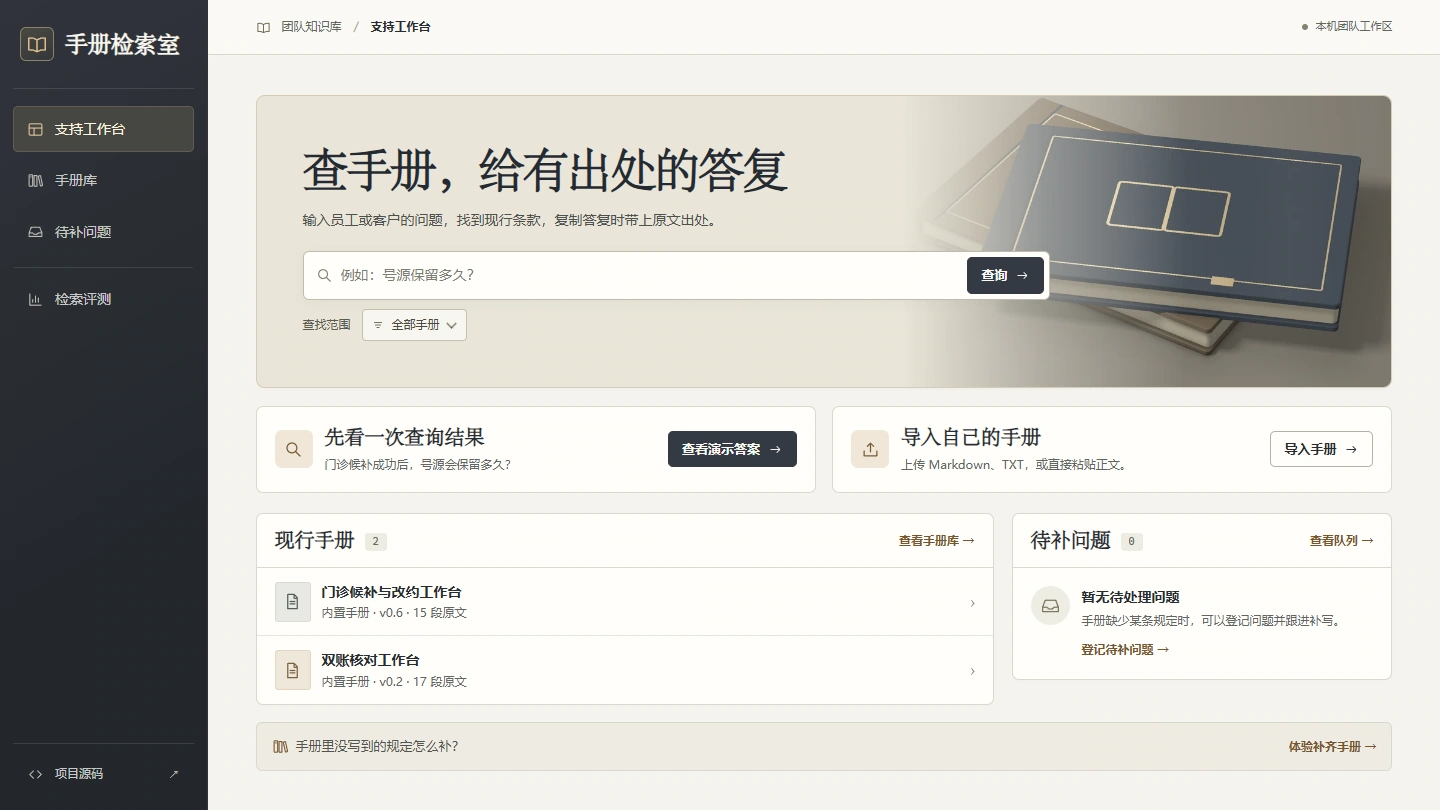 手册检索室
支持工作台
手册库
待补问题
检索评测
项目源码
团队知识库 / 支持工作台
本机团队工作区
查手册，给有出处的答复
输入员工或客户的问题，找到现行条款，复制答复时带上原文出处。
例如：号源保留多久？
查询 →
查找范围
全部手册
先看一次查询结果
门诊候补成功后，号源会保留多久？
查看演示答案 →
导入自己的手册
上传 Markdown、TXT，或直接粘贴正文。
导入手册 →
现行手册 2
查看手册库 →
门诊候补与改约工作台
内置手册 · v0.6 · 15 段原文
双账核对工作台
内置手册 · v0.2 · 17 段原文
待补问题 0
查看队列 →
暂无待处理问题
手册缺少某条规定时，可以登记问题并跟进补写。
登记待补问题 →
手册里没写到的规定怎么补？
体验补齐手册 →